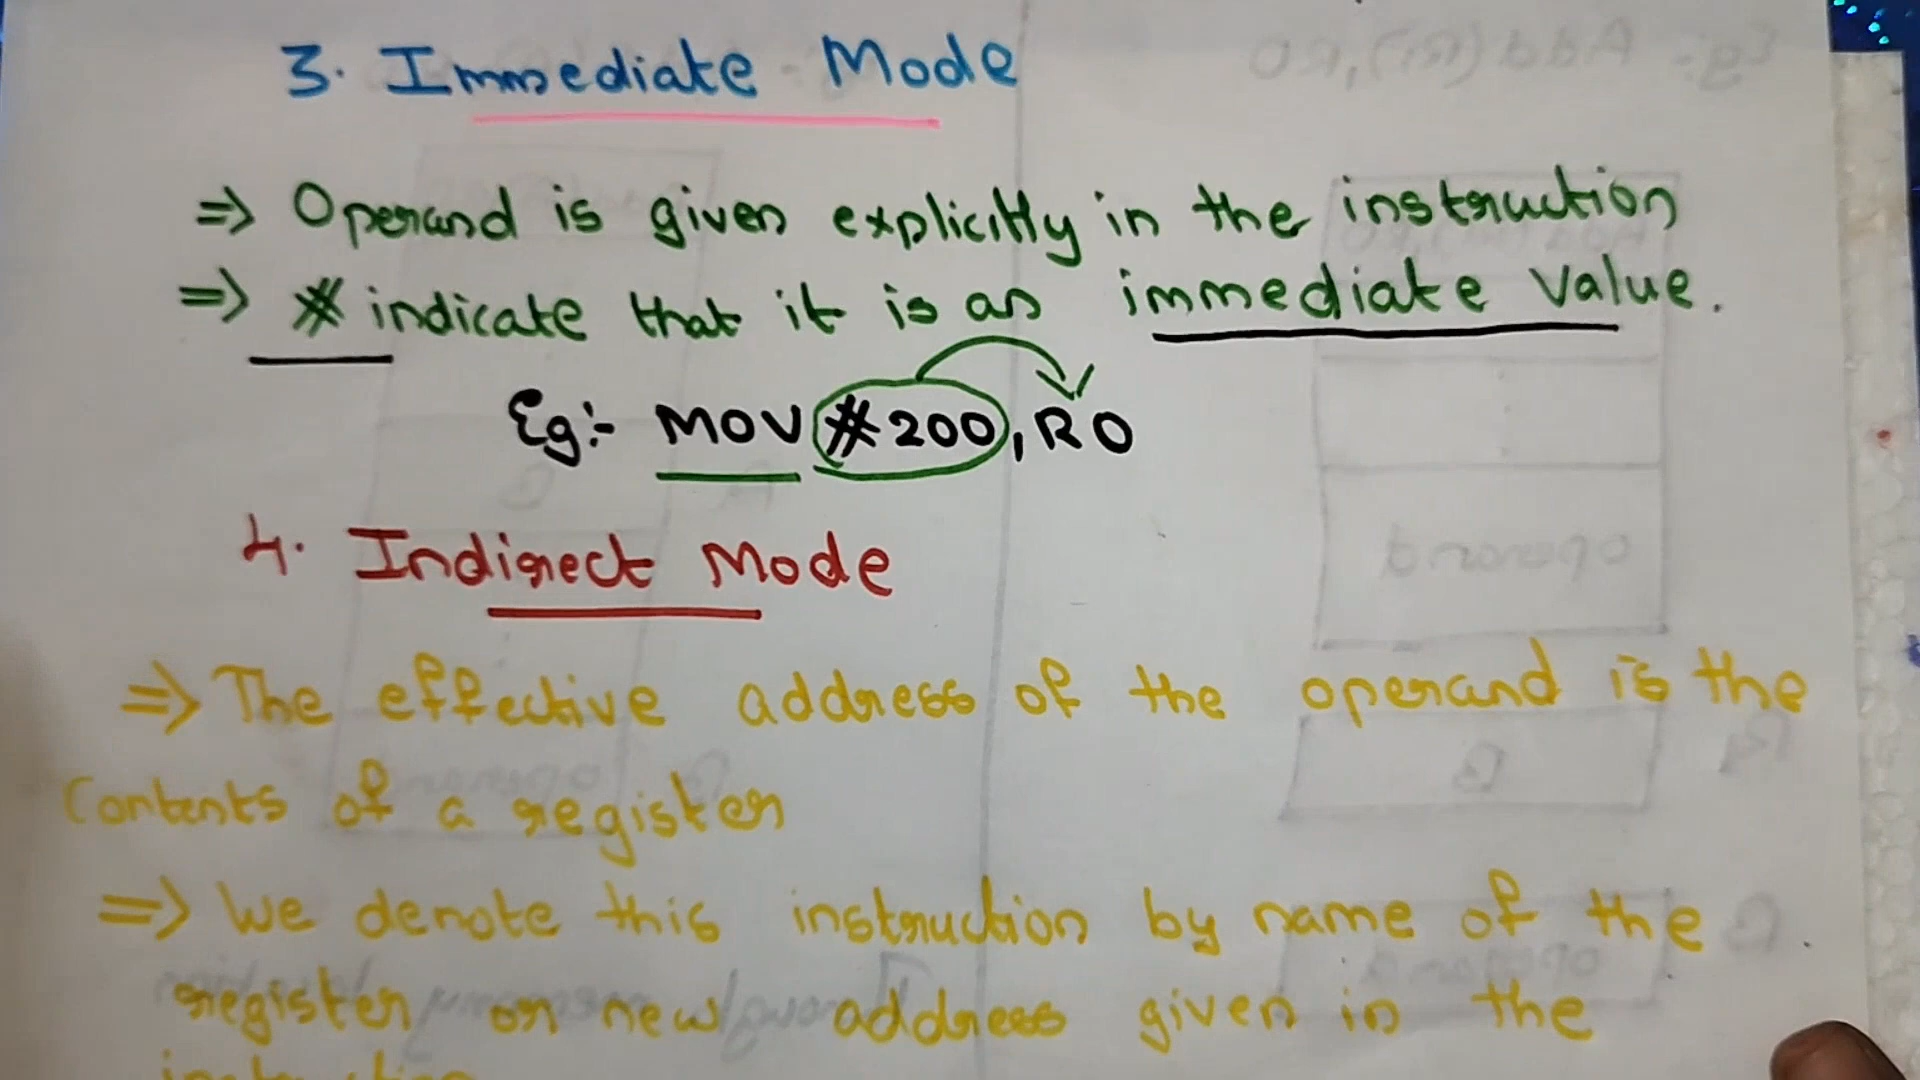 3. Immediate Mode
=> Operand is given explicitly in the instruction
=> # indicate that it is an immediate value.
Eg:- MOV #200, R0
4. Indirect Mode
=> The effective address of the operand is the
Contents of a register
=> We denote this instruction by name of the
register or new address given in the